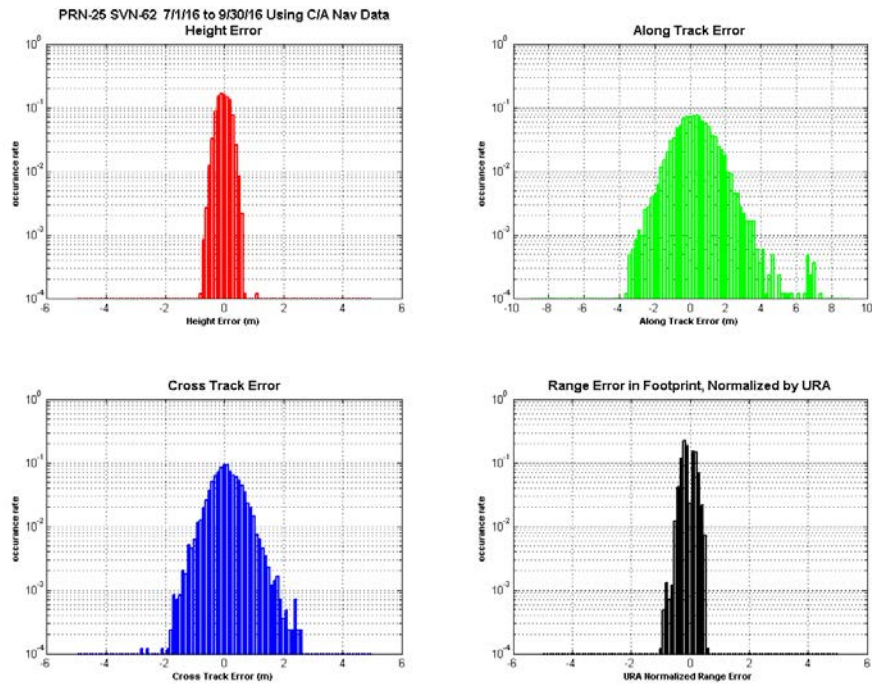 PRN-25 SVN-62 7/1/16 to 9/30/16 Using C/A Nav Data
Height Error
10^0
10^-1
10^-2
10^-3
10^-4
occurance rate
-6 -4 -2 0 2 4 6
Height Error (m)
Along Track Error
10^0
10^-1
10^-2
10^-3
10^-4
occurance rate
-10 -8 -6 -4 -2 0 2 4 6 8 10
Along Track Error (m)
Cross Track Error
10^0
10^-1
10^-2
10^-3
10^-4
occurance rate
-6 -4 -2 0 2 4 6
Cross Track Error (m)
Range Error in Footprint, Normalized by URA
10^0
10^-1
10^-2
10^-3
10^-4
occurance rate
-6 -4 -2 0 2 4 6
URA Normalized Range Error